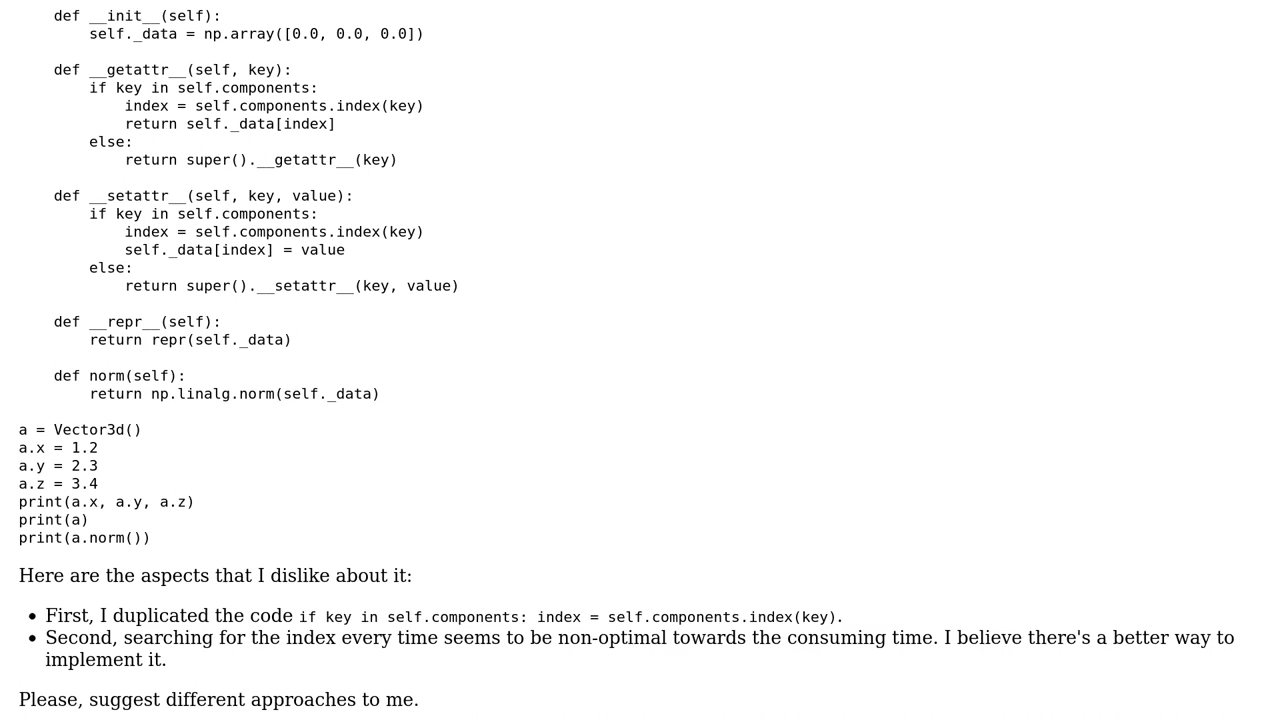 def __init__(self):
        self._data = np.array([0.0, 0.0, 0.0])

    def __getattr__(self, key):
        if key in self.components:
            index = self.components.index(key)
            return self._data[index]
        else:
            return super().__getattr__(key)

    def __setattr__(self, key, value):
        if key in self.components:
            index = self.components.index(key)
            self._data[index] = value
        else:
            return super().__setattr__(key, value)

    def __repr__(self):
        return repr(self._data)

    def norm(self):
        return np.linalg.norm(self._data)

a = Vector3d()
a.x = 1.2
a.y = 2.3
a.z = 3.4
print(a.x, a.y, a.z)
print(a)
print(a.norm())

Here are the aspects that I dislike about it:

• First, I duplicated the code if key in self.components: index = self.components.index(key).
• Second, searching for the index every time seems to be non-optimal towards the consuming time. I believe there's a better way to
implement it.

Please, suggest different approaches to me.